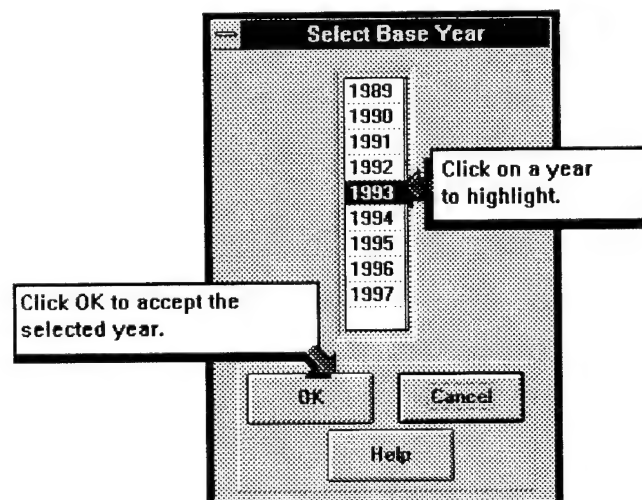 Select Base Year
1989
1990
1991
1992
1993
1994
1995
1996
1997
Click on a year
to highlight.
Click OK to accept the
selected year.
OK
Cancel
Help